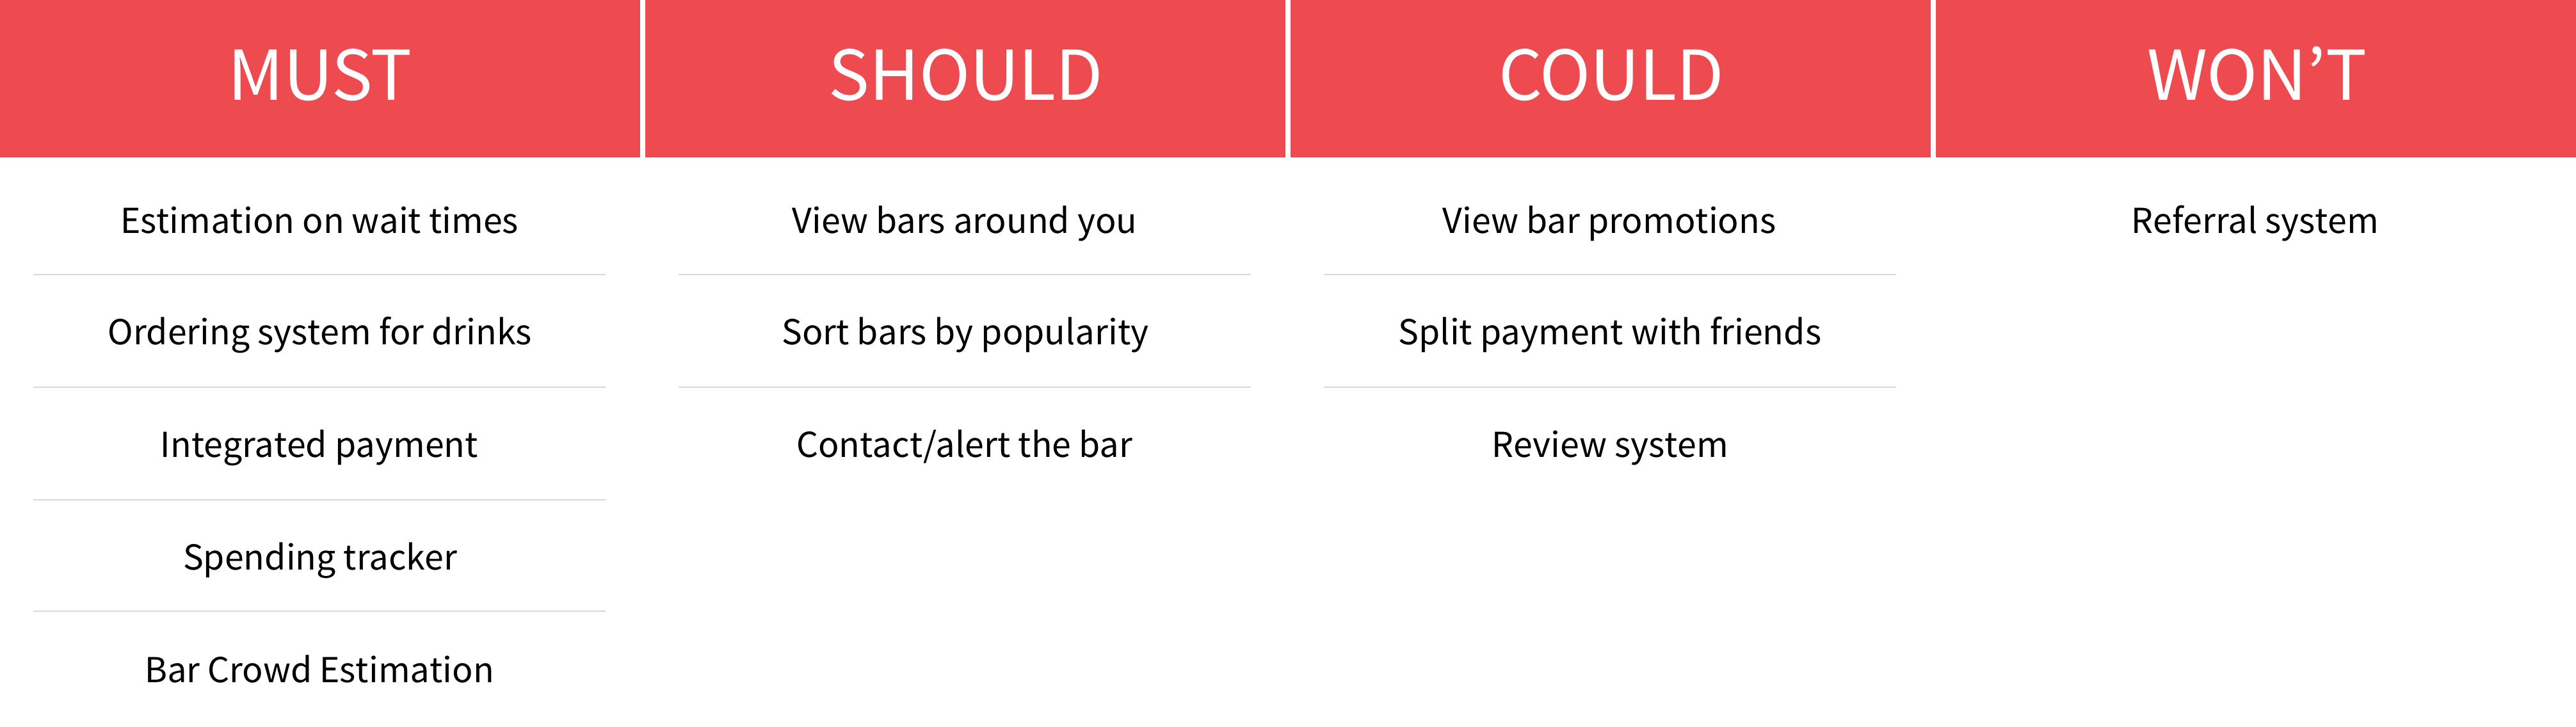 MUST
SHOULD
COULD
WON’T
Estimation on wait times
View bars around you
View bar promotions
Referral system
Ordering system for drinks
Sort bars by popularity
Split payment with friends
Integrated payment
Contact/alert the bar
Review system
Spending tracker
Bar Crowd Estimation